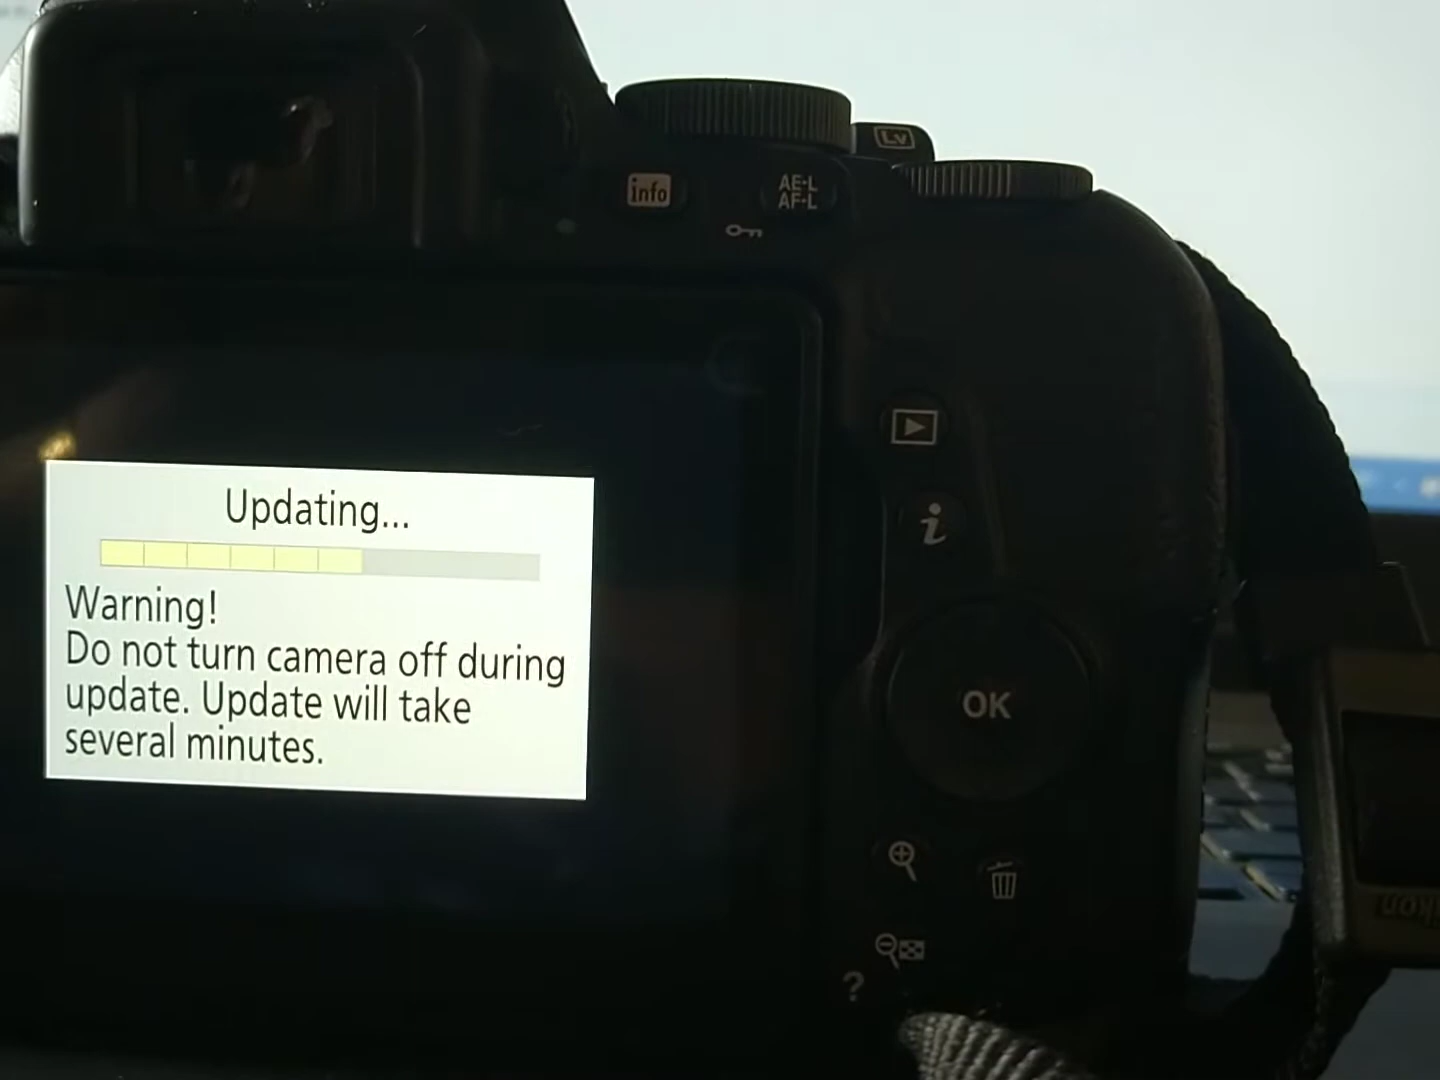 Lv
info
AE-L
AF-L
Updating...
Warning!
Do not turn camera off during
update. Update will take
several minutes.
i
OK
?